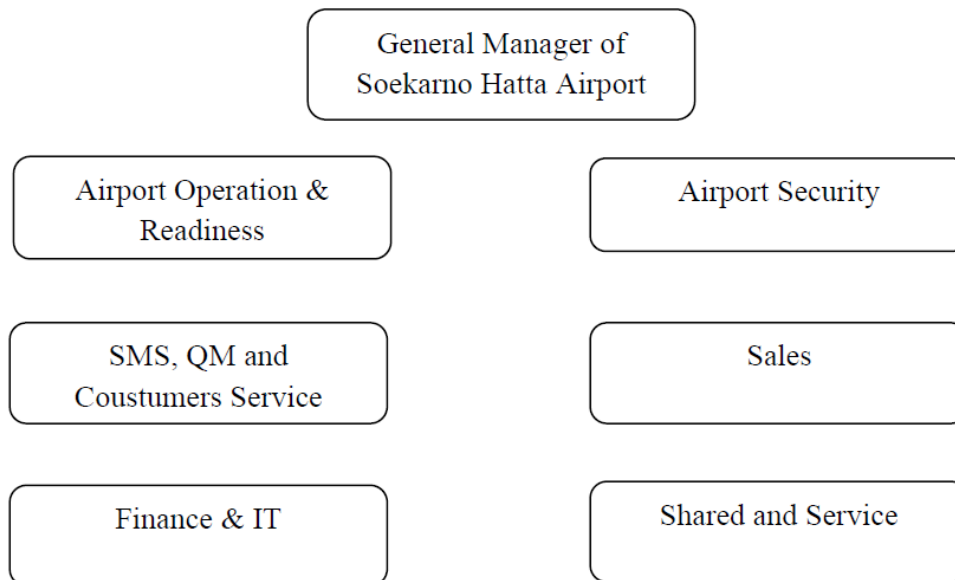 General Manager of
Soekarno Hatta Airport
Airport Operation &
Readiness
Airport Security
SMS, QM and
Coustumers Service
Sales
Finance & IT
Shared and Service